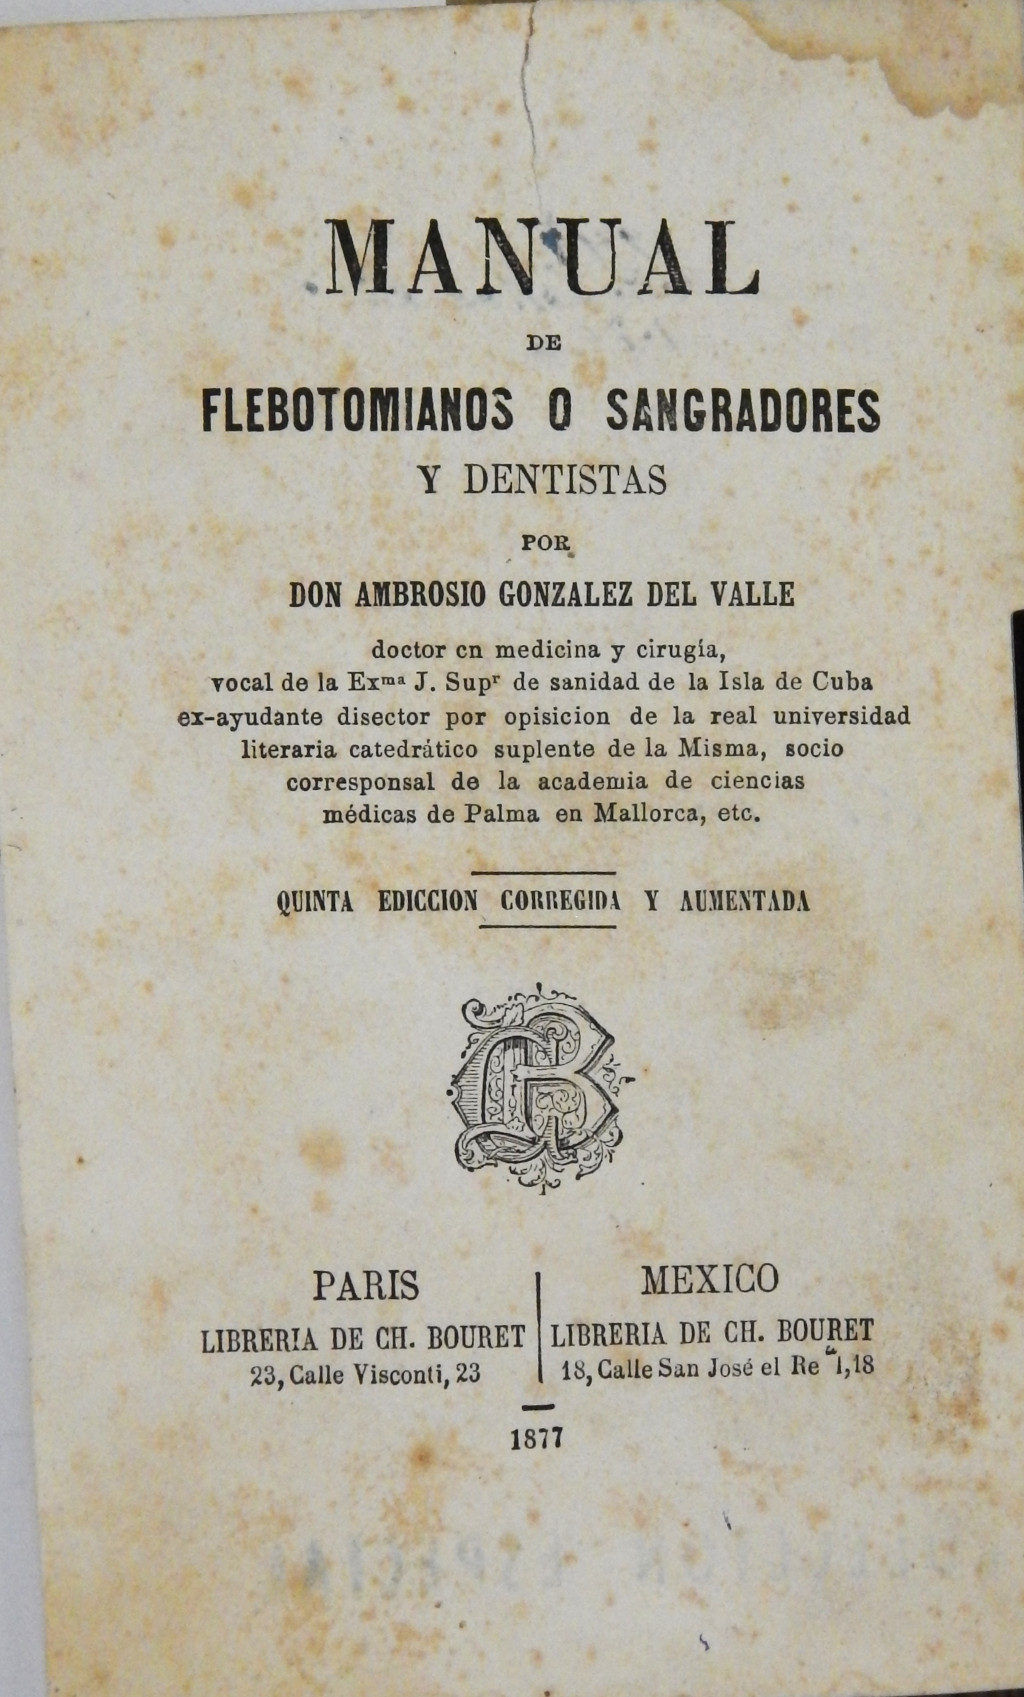 MANUAL
DE
FLEBOTOMIANOS O SANGRADORES
Y DENTISTAS
POR
DON AMBROSIO GONZALEZ DEL VALLE
doctor en medicina y cirugía,
vocal de la Exᵐᵃ J. Supʳ de sanidad de la Isla de Cuba
ex-ayudante disector por opisicion de la real universidad
literaria catedrático suplente de la Misma, socio
corresponsal de la academia de ciencias
médicas de Palma en Mallorca, etc.
QUINTA EDICCION CORREGIDA Y AUMENTADA
CB
PARIS
LIBRERIA DE CH. BOURET
23, Calle Visconti, 23
MEXICO
LIBRERIA DE CH. BOURET
18, Calle San José el Re l, 18
1877